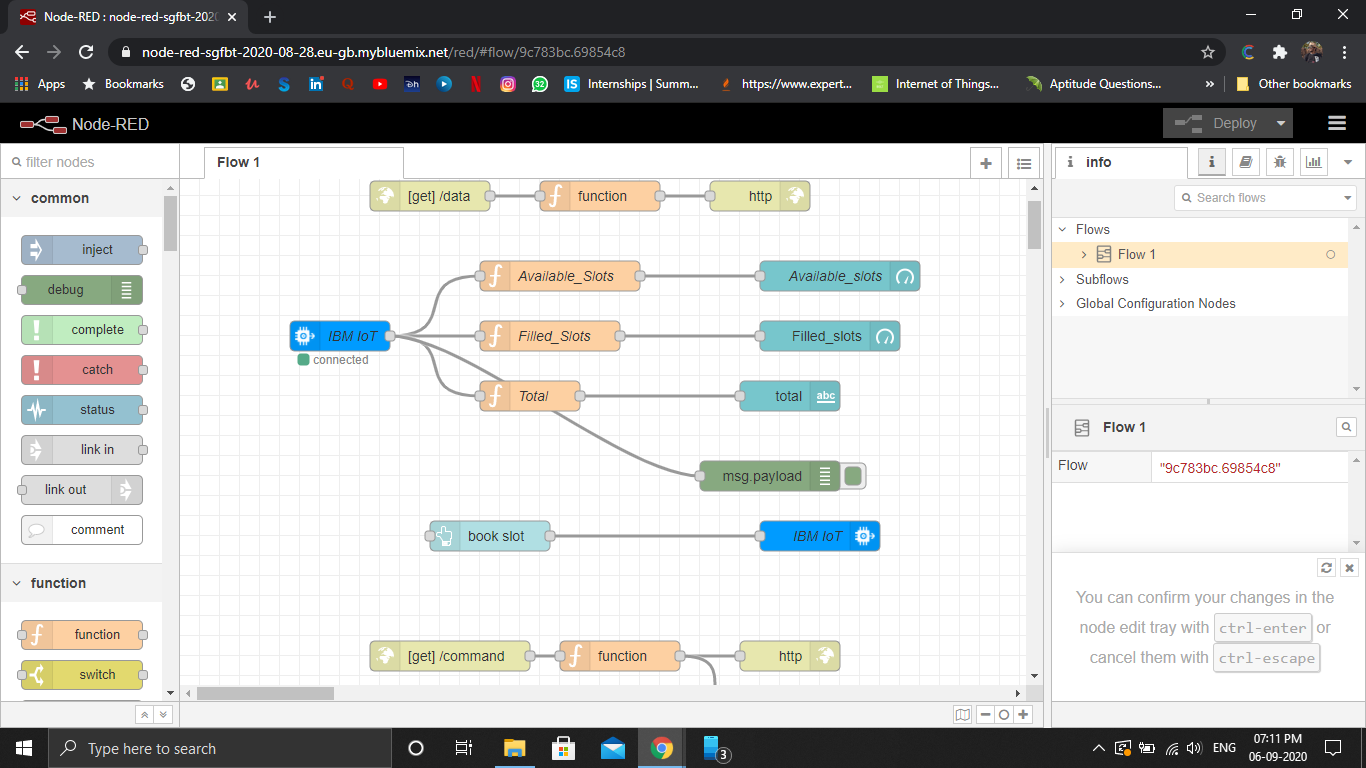 Node-RED : node-red-sgfbt-2020
node-red-sgfbt-2020-08-28.eu-gb.mybluemix.net/red/#flow/9c783bc.69854c8
Apps
Bookmarks
32
IS
Internships | Summ...
https://www.expert...
Internet of Things...
Aptitude Questions...
»
Other bookmarks
Node-RED
Deploy
filter nodes
Flow 1
i
info
common
inject
debug
complete
catch
status
link in
link out
comment
function
function
switch
[get] /data
function
http
Available_Slots
Available_slots
IBM IoT
connected
Filled_Slots
Filled_slots
Total
total
abc
msg.payload
book slot
IBM IoT
[get] /command
function
http
Search flows
Flows
Flow 1
Subflows
Global Configuration Nodes
Flow 1
Flow
"9c783bc.69854c8"
You can confirm your changes in the
node edit tray with ctrl-enter or
cancel them with ctrl-escape
Type here to search
3
ENG
07:11 PM
06-09-2020